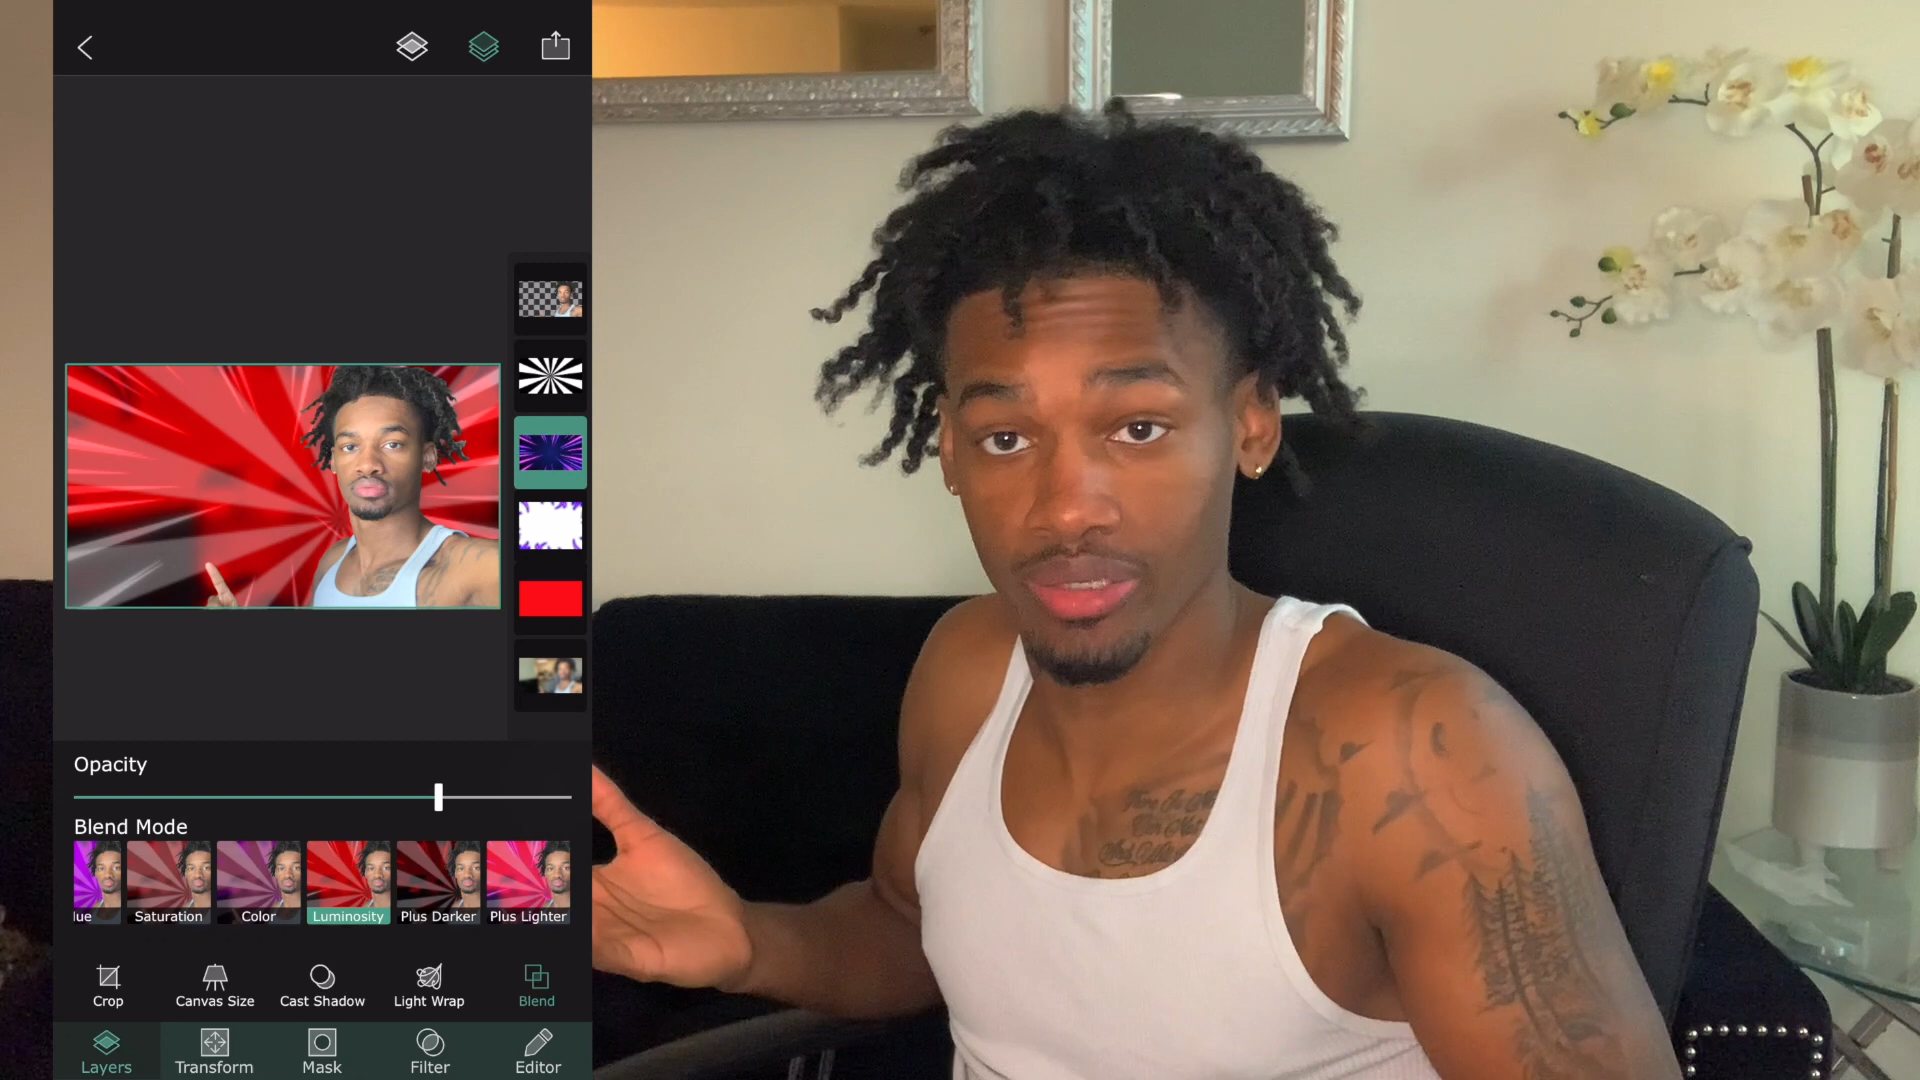 Opacity
Blend Mode
lue Saturation Color Luminosity Plus Darker Plus Lighter
Crop Canvas Size Cast Shadow Light Wrap Blend
Layers Transform Mask Filter Editor